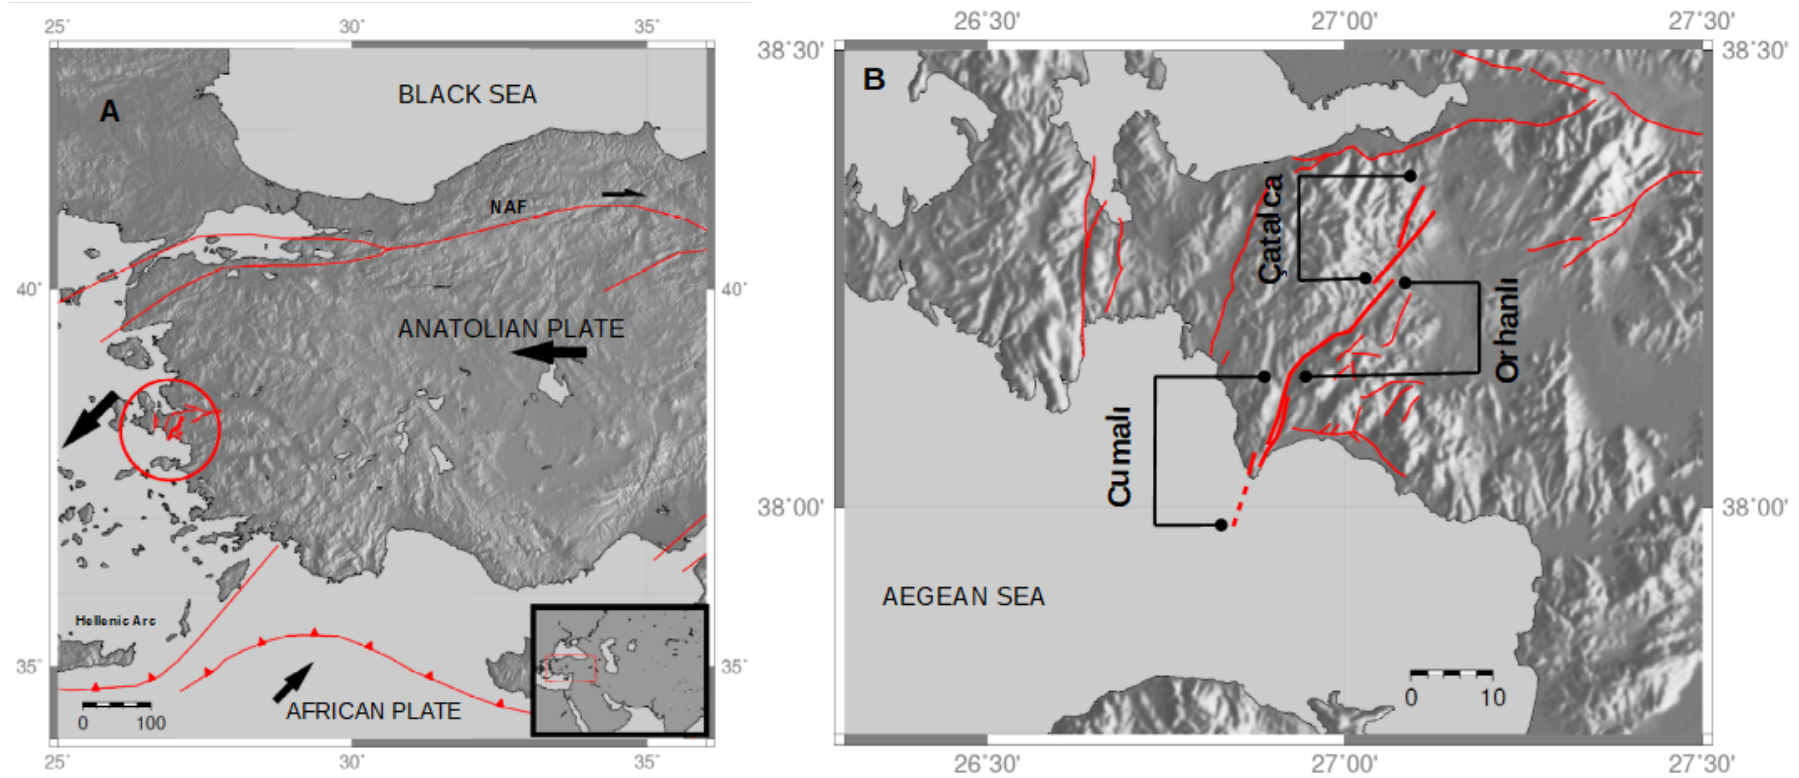 25°
30°
35°
A
BLACK SEA
NAF
40°
40°
ANATOLIAN PLATE
Hellenic Arc
35°
35°
0
100
AFRICAN PLATE
25°
30°
35°
26°30'
27°00'
27°30'
38°30'
38°30'
B
Çatalca
Orhanlı
Cumalı
38°00'
38°00'
AEGEAN SEA
0
10
26°30'
27°00'
27°30'